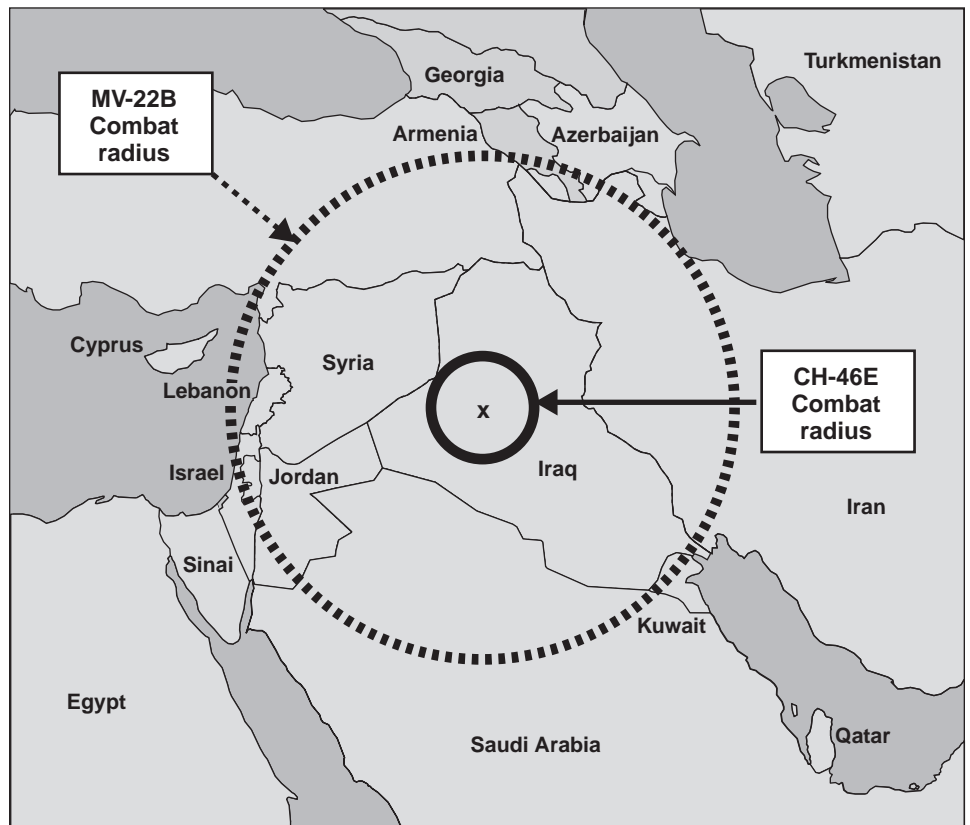 Turkmenistan
Georgia
MV-22B
Combat
radius
Armenia
Azerbaijan
Cyprus
Syria
Lebanon
CH-46E
Combat
radius
x
Israel
Jordan
Iraq
Iran
Sinai
Kuwait
Egypt
Saudi Arabia
Qatar